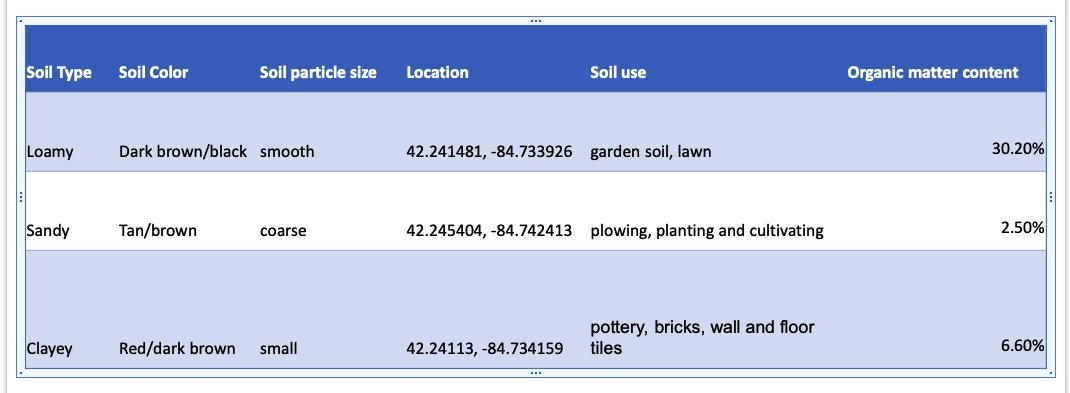 Soil Type Soil Color Soil particle size Location Soil use Organic matter content
Loamy Dark brown/black smooth 42.241481, -84.733926 garden soil, lawn 30.20%
Sandy Tan/brown coarse 42.245404, -84.742413 plowing, planting and cultivating 2.50%
pottery, bricks, wall and floor
Clayey Red/dark brown small 42.24113, -84.734159 tiles 6.60%